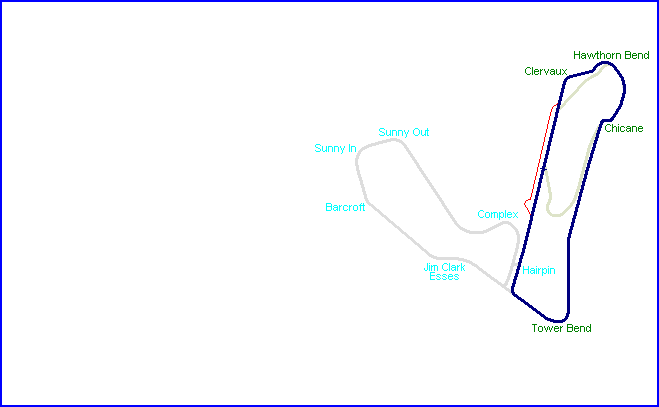 Hawthorn Bend
Clervaux
Chicane
Sunny Out
Sunny In
Barcroft
Complex
Jim Clark
Esses
Hairpin
Tower Bend